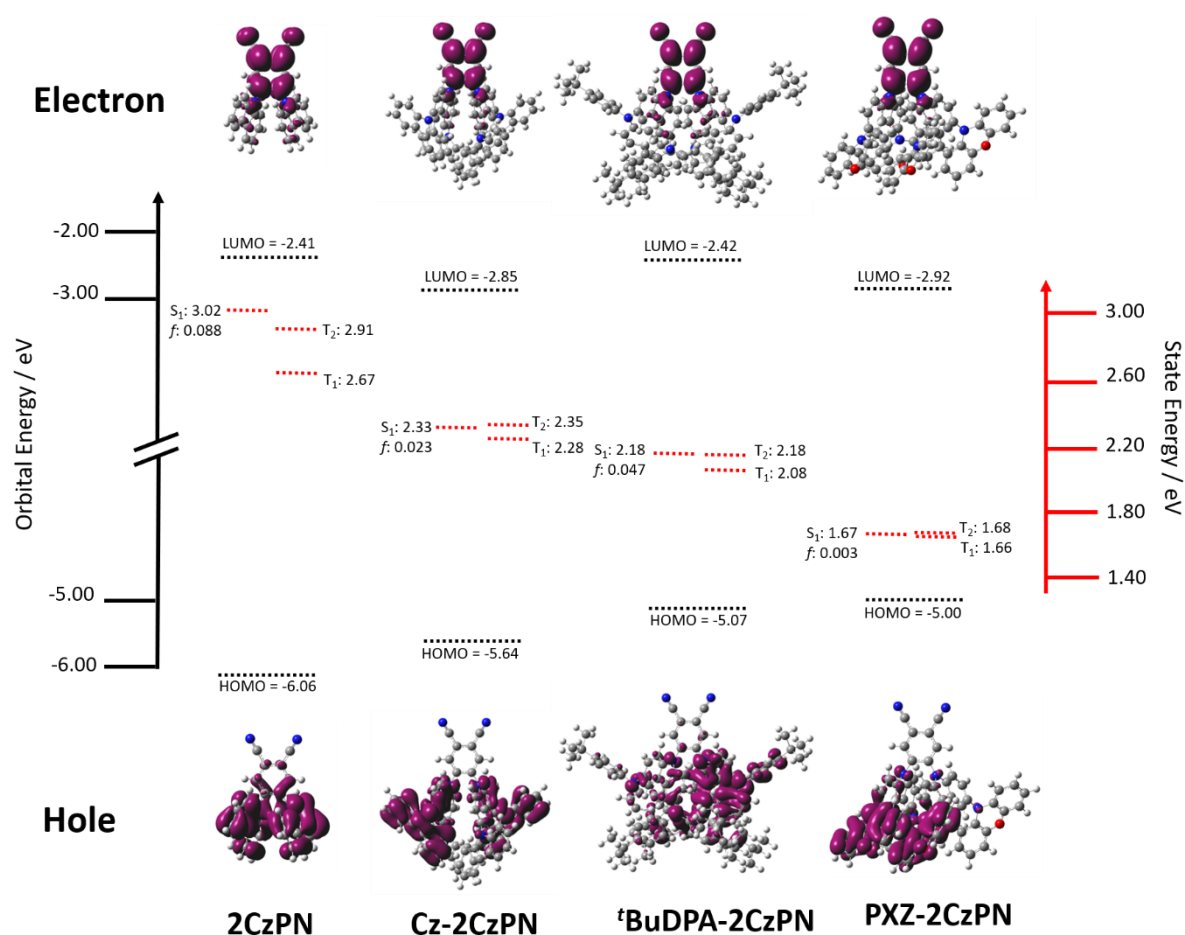 Electron
Orbital Energy / eV
-2.00
-3.00
-5.00
-6.00
LUMO = -2.41
S₁: 3.02
f: 0.088
T₂: 2.91
T₁: 2.67
HOMO = -6.06
LUMO = -2.85
S₁: 2.33
f: 0.023
T₂: 2.35
T₁: 2.28
HOMO = -5.64
LUMO = -2.42
S₁: 2.18
f: 0.047
T₂: 2.18
T₁: 2.08
HOMO = -5.07
LUMO = -2.92
S₁: 1.67
f: 0.003
T₂: 1.68
T₁: 1.66
HOMO = -5.00
3.00
2.60
2.20
1.80
1.40
State Energy / eV
Hole
2CzPN
Cz-2CzPN
ᵗBuDPA-2CzPN
PXZ-2CzPN